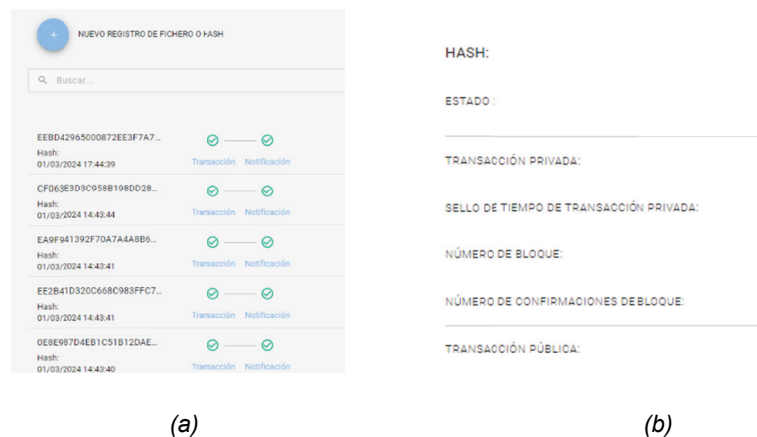 NUEVO REGISTRO DE FICHERO O HASH
Buscar...
EEBD42965000872EE3F7A7...
Hash:
01/03/2024 17:44:39
Transacción Notificación
CF063E3D3C958B198DD28...
Hash:
01/03/2024 14:43:44
Transacción Notificación
EA9F941392F70A7A4A8B6...
Hash:
01/03/2024 14:43:41
Transacción Notificación
EE2B41D320C668C983FFC7...
Hash:
01/03/2024 14:43:41
Transacción Notificación
0E8E987D4EB1C51B12DAE...
Hash:
01/03/2024 14:43:40
Transacción Notificación
(a)
HASH:
ESTADO :
TRANSACCIÓN PRIVADA:
SELLO DE TIEMPO DE TRANSACCIÓN PRIVADA:
NÚMERO DE BLOQUE:
NÚMERO DE CONFIRMACIONES DE BLOQUE:
TRANSACCIÓN PÚBLICA:
(b)